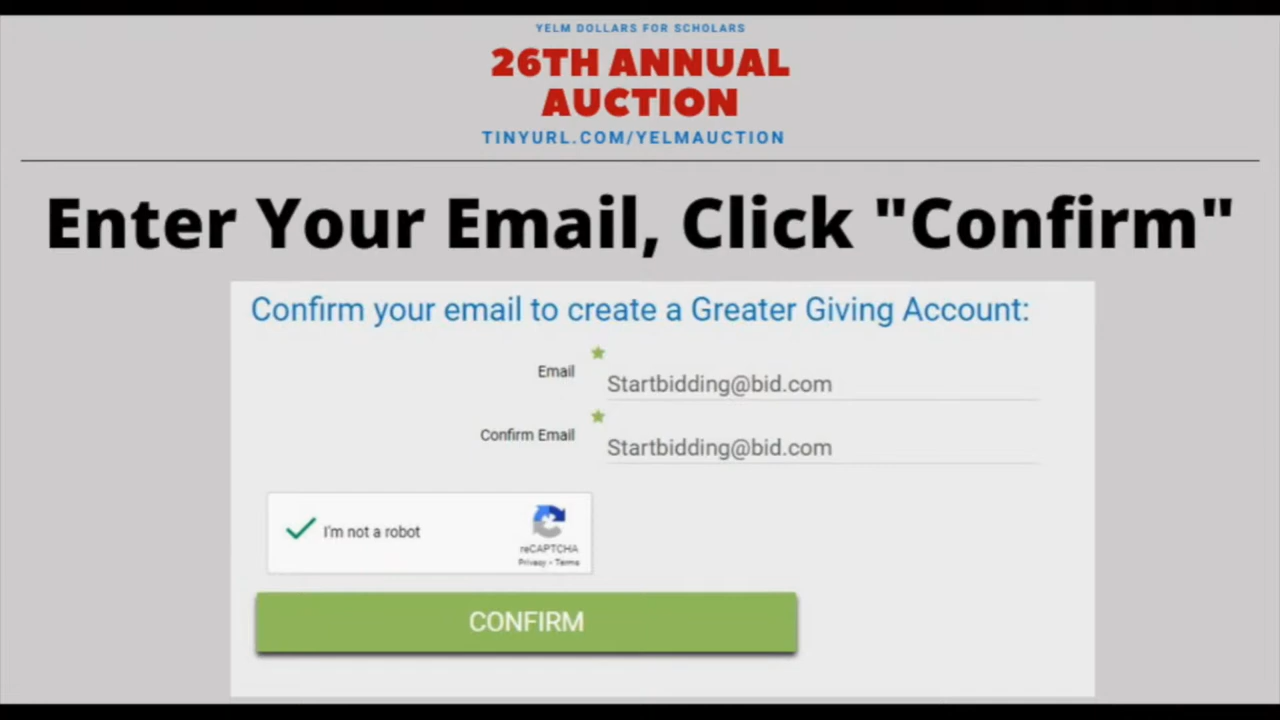 YELM DOLLARS FOR SCHOLARS
26TH ANNUAL
AUCTION
TINYURL.COM/YELMAUCTION
Enter Your Email, Click "Confirm"
Confirm your email to create a Greater Giving Account:
Email
Startbidding@bid.com
Confirm Email
Startbidding@bid.com
I'm not a robot
reCAPTCHA
Privacy - Terms
CONFIRM